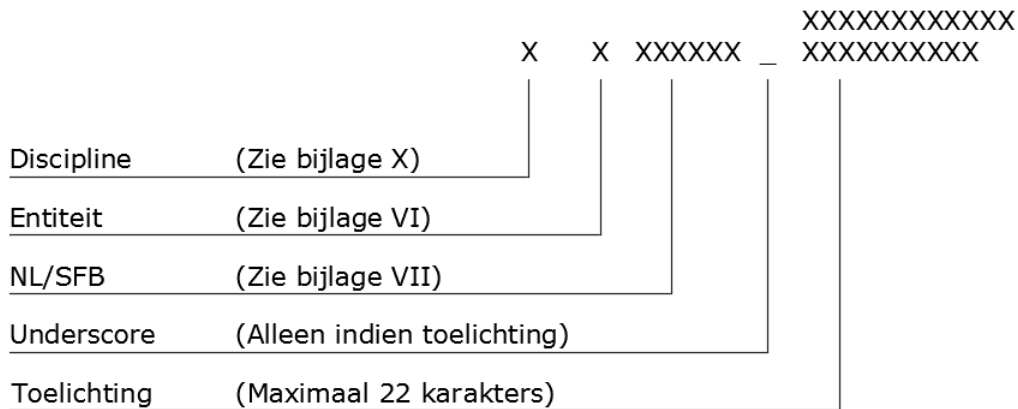 XXXXXXXXXXXX
X X XXXXXX _ XXXXXXXXXX
Discipline (Zie bijlage X)
Entiteit (Zie bijlage VI)
NL/SFB (Zie bijlage VII)
Underscore (Alleen indien toelichting)
Toelichting (Maximaal 22 karakters)